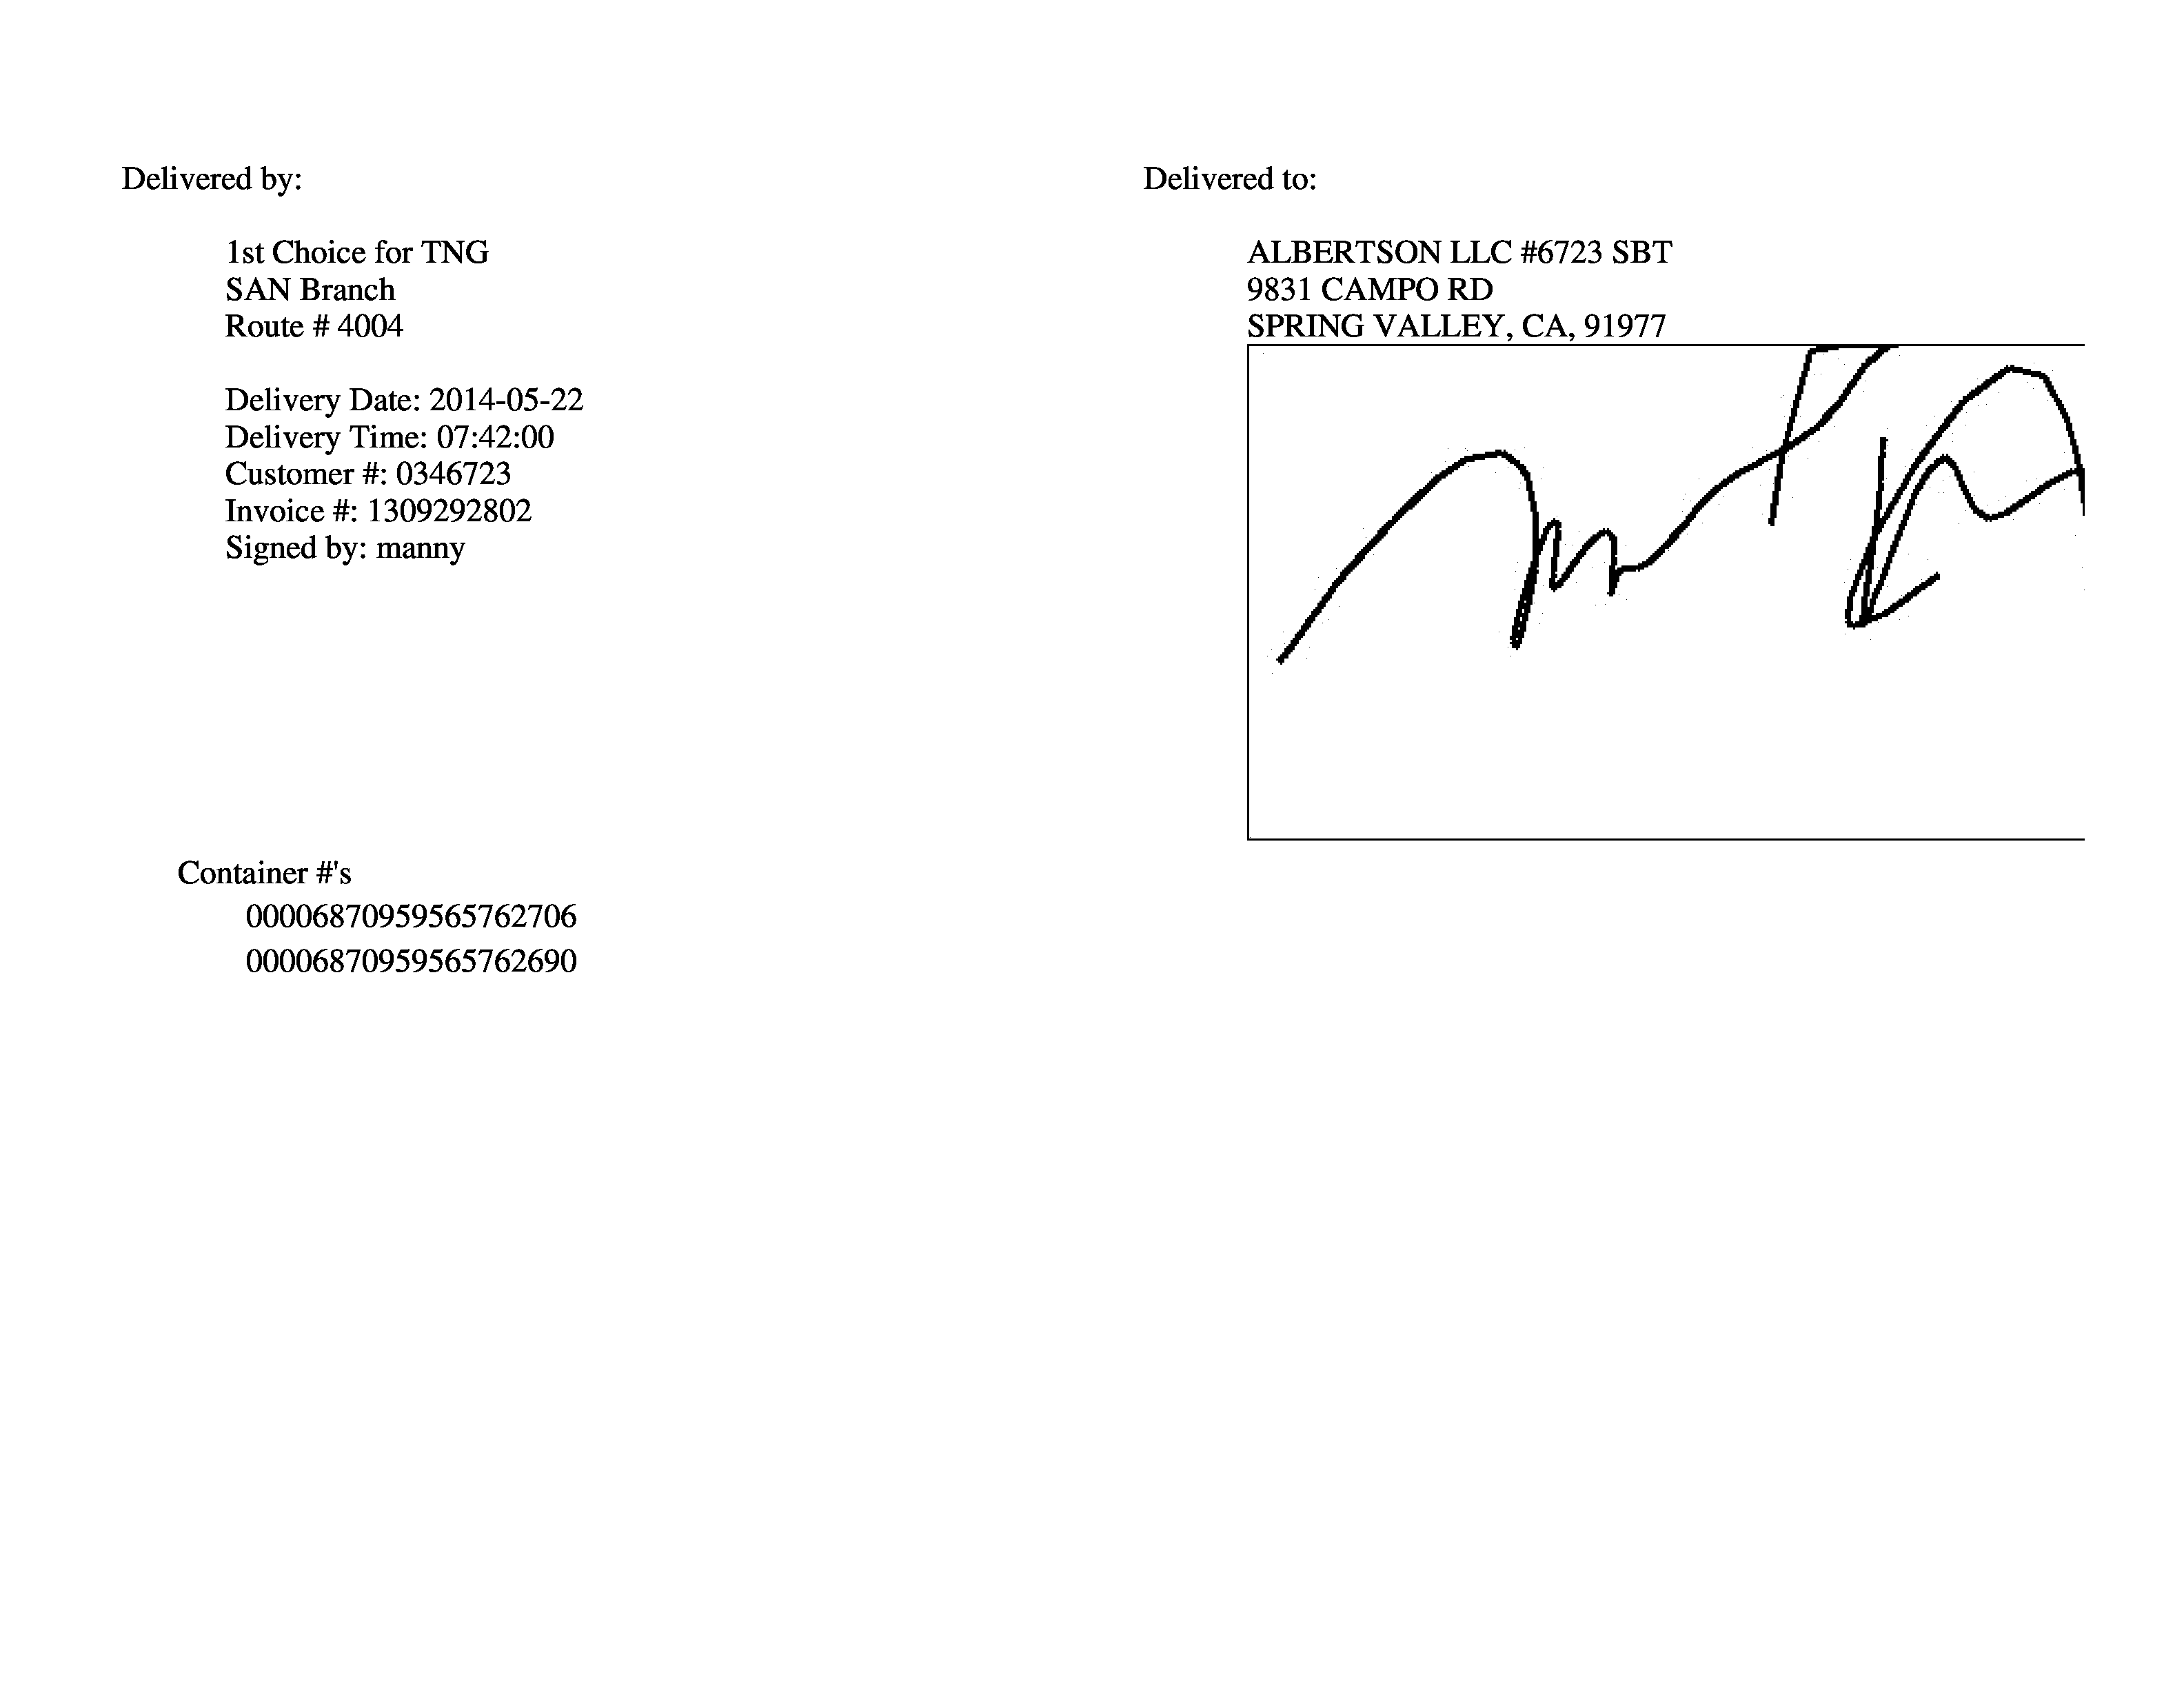 Delivered by:
1st Choice for TNG
SAN Branch
Route # 4004
Delivery Date: 2014-05-22
Delivery Time: 07:42:00
Customer #: 0346723
Invoice #: 1309292802
Signed by: manny
Delivered to:
ALBERTSON LLC #6723 SBT
9831 CAMPO RD
SPRING VALLEY, CA, 91977
Container #'s
00006870959565762706
00006870959565762690